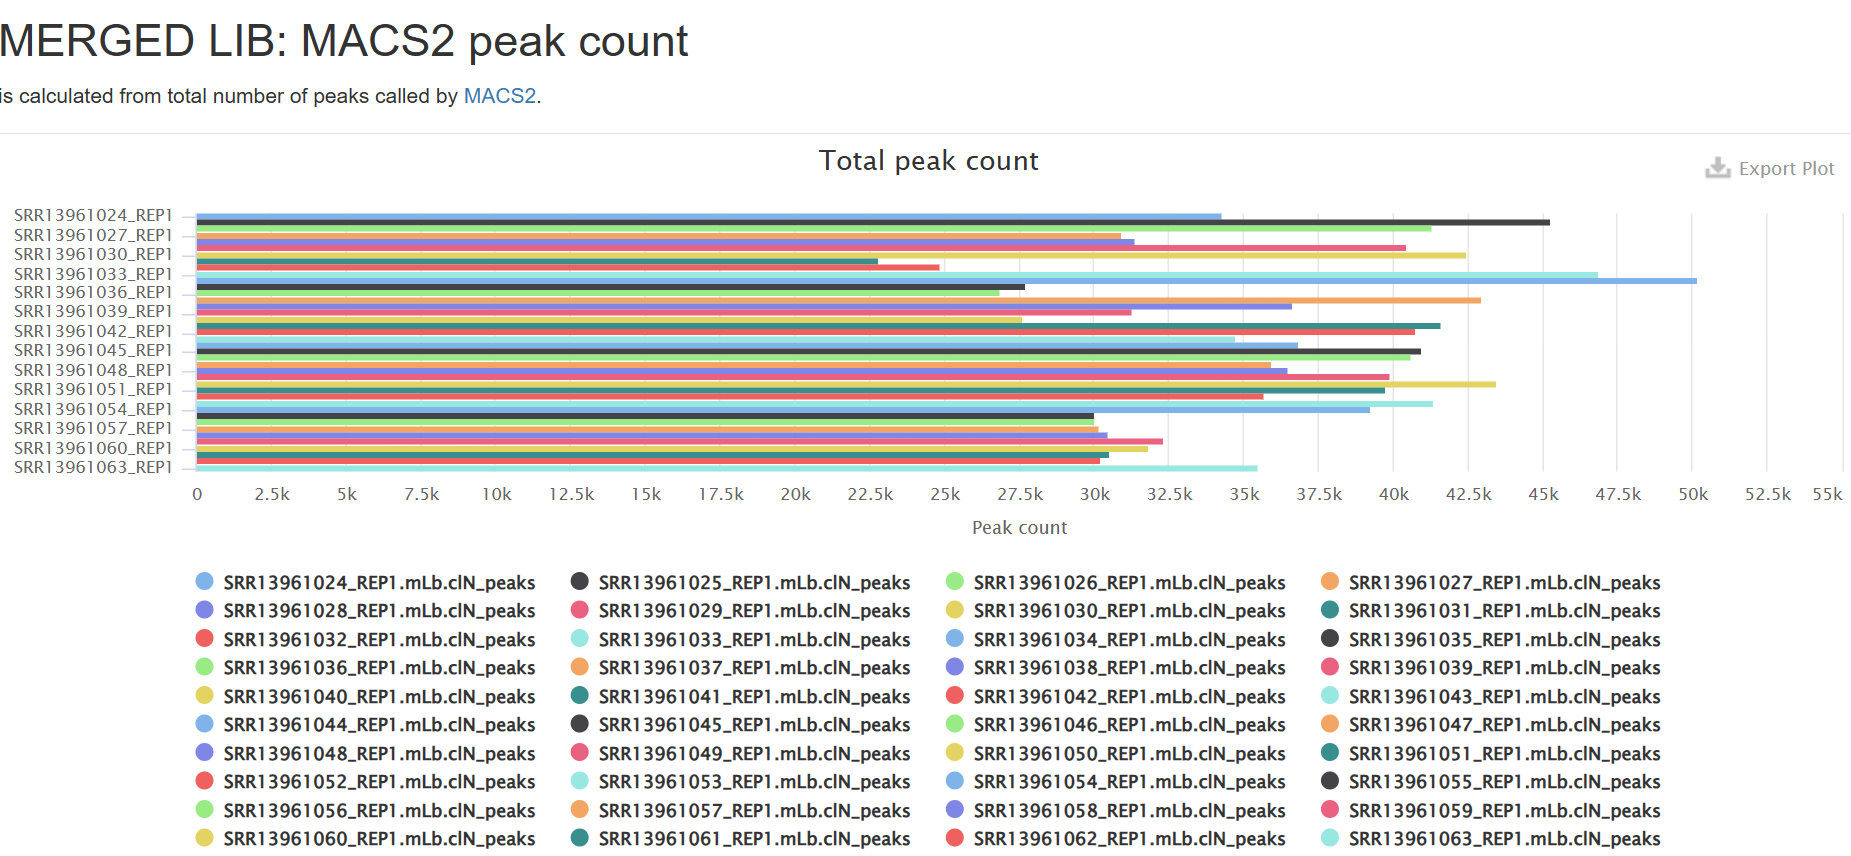 MERGED LIB: MACS2 peak count
is calculated from total number of peaks called by MACS2.
Total peak count
Export Plot
SRR13961024_REP1
SRR13961027_REP1
SRR13961030_REP1
SRR13961033_REP1
SRR13961036_REP1
SRR13961039_REP1
SRR13961042_REP1
SRR13961045_REP1
SRR13961048_REP1
SRR13961051_REP1
SRR13961054_REP1
SRR13961057_REP1
SRR13961060_REP1
SRR13961063_REP1
0 2.5k 5k 7.5k 10k 12.5k 15k 17.5k 20k 22.5k 25k 27.5k 30k 32.5k 35k 37.5k 40k 42.5k 45k 47.5k 50k 52.5k 55k
Peak count
SRR13961024_REP1.mLb.clN_peaks SRR13961025_REP1.mLb.clN_peaks SRR13961026_REP1.mLb.clN_peaks SRR13961027_REP1.mLb.clN_peaks
SRR13961028_REP1.mLb.clN_peaks SRR13961029_REP1.mLb.clN_peaks SRR13961030_REP1.mLb.clN_peaks SRR13961031_REP1.mLb.clN_peaks
SRR13961032_REP1.mLb.clN_peaks SRR13961033_REP1.mLb.clN_peaks SRR13961034_REP1.mLb.clN_peaks SRR13961035_REP1.mLb.clN_peaks
SRR13961036_REP1.mLb.clN_peaks SRR13961037_REP1.mLb.clN_peaks SRR13961038_REP1.mLb.clN_peaks SRR13961039_REP1.mLb.clN_peaks
SRR13961040_REP1.mLb.clN_peaks SRR13961041_REP1.mLb.clN_peaks SRR13961042_REP1.mLb.clN_peaks SRR13961043_REP1.mLb.clN_peaks
SRR13961044_REP1.mLb.clN_peaks SRR13961045_REP1.mLb.clN_peaks SRR13961046_REP1.mLb.clN_peaks SRR13961047_REP1.mLb.clN_peaks
SRR13961048_REP1.mLb.clN_peaks SRR13961049_REP1.mLb.clN_peaks SRR13961050_REP1.mLb.clN_peaks SRR13961051_REP1.mLb.clN_peaks
SRR13961052_REP1.mLb.clN_peaks SRR13961053_REP1.mLb.clN_peaks SRR13961054_REP1.mLb.clN_peaks SRR13961055_REP1.mLb.clN_peaks
SRR13961056_REP1.mLb.clN_peaks SRR13961057_REP1.mLb.clN_peaks SRR13961058_REP1.mLb.clN_peaks SRR13961059_REP1.mLb.clN_peaks
SRR13961060_REP1.mLb.clN_peaks SRR13961061_REP1.mLb.clN_peaks SRR13961062_REP1.mLb.clN_peaks SRR13961063_REP1.mLb.clN_peaks